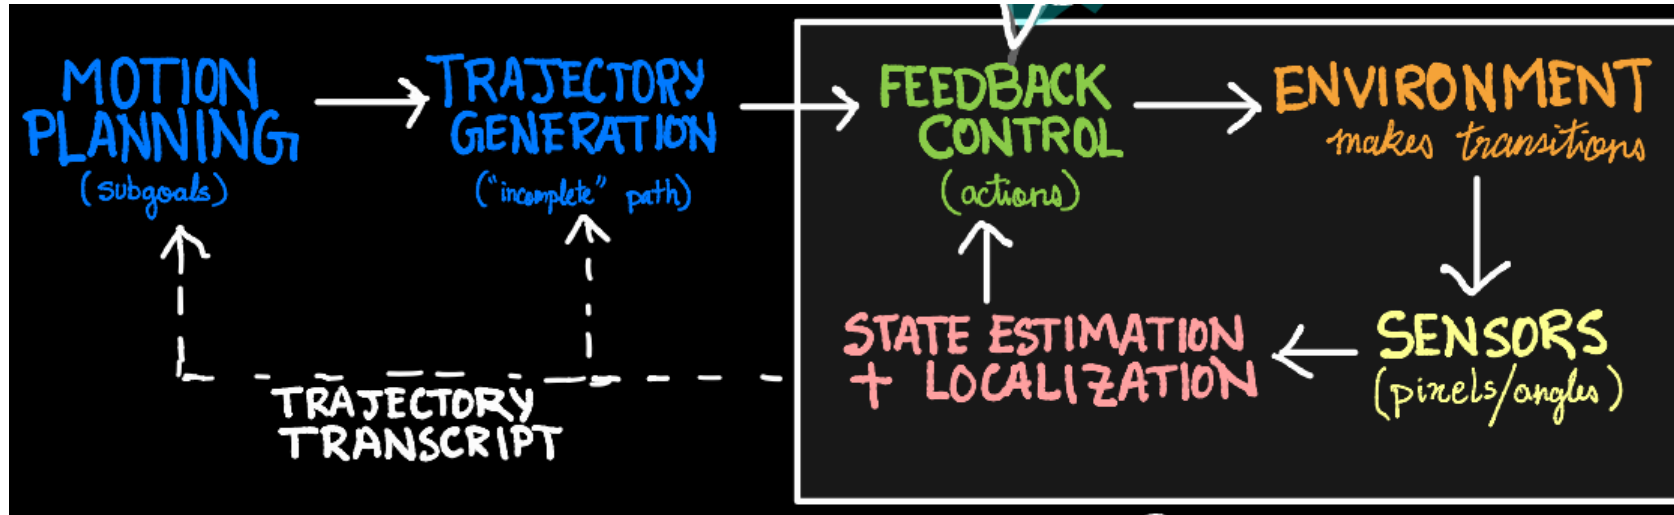 MOTION
PLANNING
(subgoals)
TRAJECTORY
GENERATION
("incomplete" path)
FEEDBACK
CONTROL
(actions)
ENVIRONMENT
makes transitions
STATE ESTIMATION
+ LOCALIZATION
SENSORS
(pixels/angles)
TRAJECTORY
TRANSCRIPT